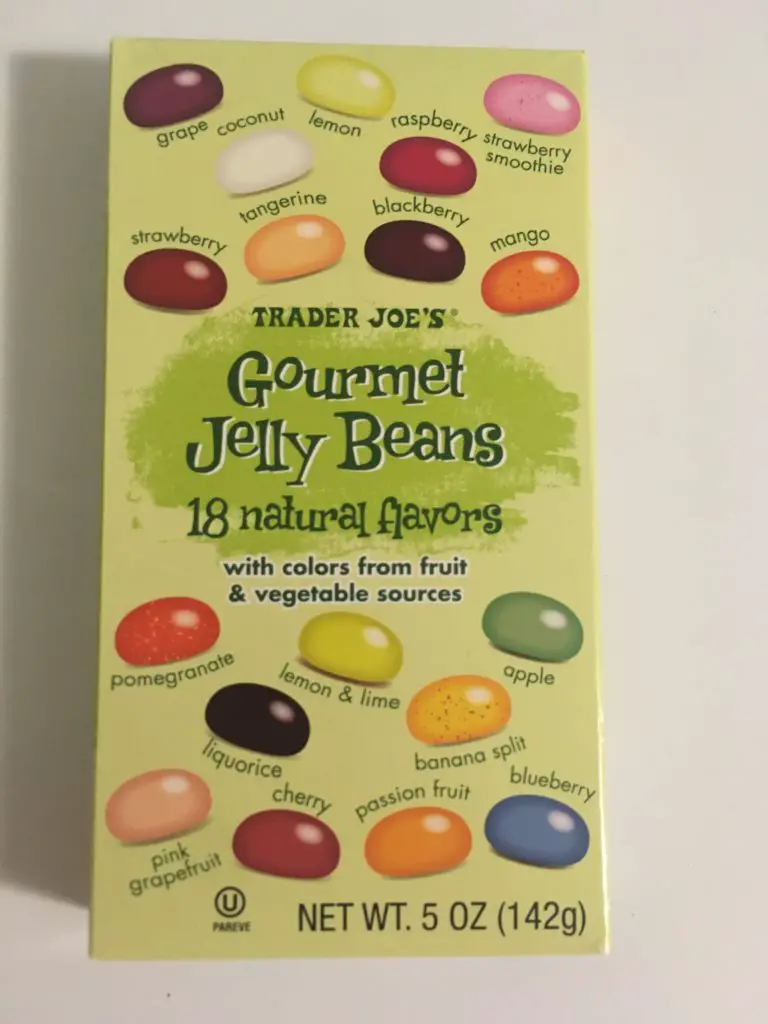 grape
coconut
lemon
raspberry
strawberry
smoothie
tangerine
blackberry
strawberry
mango
TRADER JOE'S®
Gourmet
Jelly Beans
18 natural flavors
with colors from fruit
& vegetable sources
pomegranate
lemon & lime
apple
liquorice
banana split
cherry
passion fruit
blueberry
pink
grapefruit
U
PAREVE
NET WT. 5 OZ (142g)